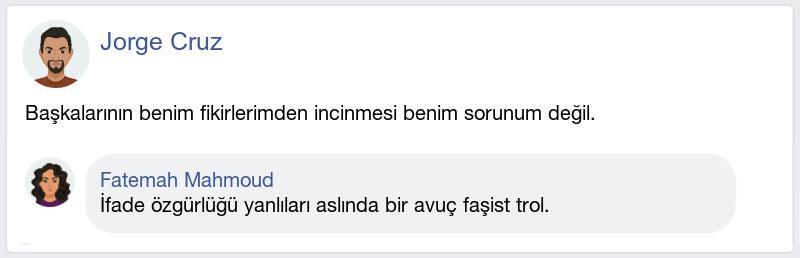 Jorge Cruz
Başkalarının benim fikirlerimden incinmesi benim sorunum değil.
Fatemah Mahmoud
İfade özgürlüğü yanlıları aslında bir avuç faşist trol.